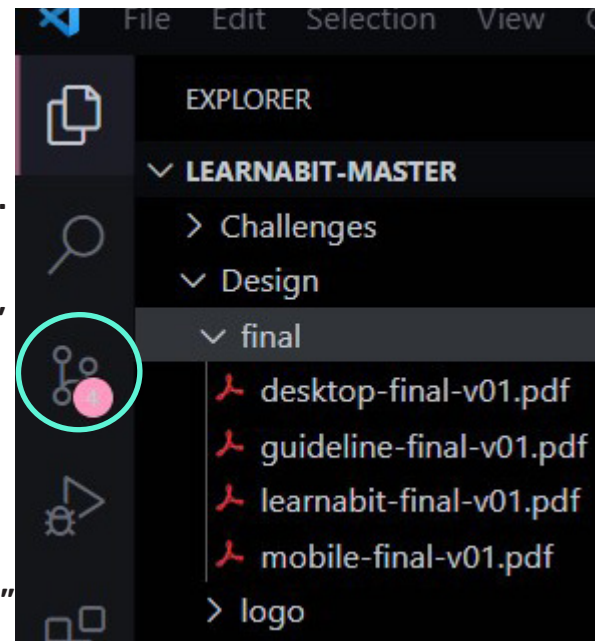 File Edit Selection View
EXPLORER
LEARNABIT-MASTER
Challenges
Design
final
4
desktop-final-v01.pdf
guideline-final-v01.pdf
learnabit-final-v01.pdf
mobile-final-v01.pdf
logo